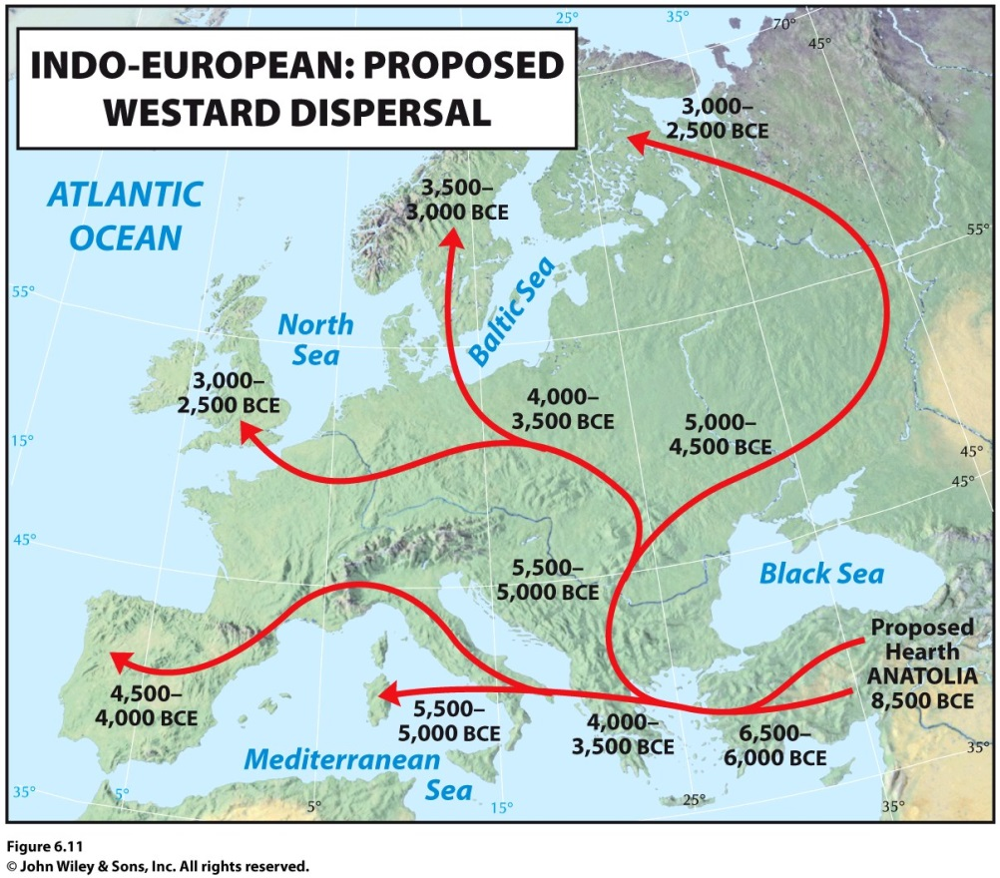 INDO-EUROPEAN: PROPOSED
WESTARD DISPERSAL
25°
35°
70°
45°
3,000–
2,500 BCE
ATLANTIC
OCEAN
3,500–
3,000 BCE
55°
55°
Baltic Sea
North
Sea
3,000–
2,500 BCE
4,000–
3,500 BCE
5,000–
4,500 BCE
15°
45°
45°
45°
5,500–
5,000 BCE
Black Sea
Proposed
Hearth
ANATOLIA
8,500 BCE
4,500–
4,000 BCE
5,500–
5,000 BCE
4,000–
3,500 BCE
6,500–
6,000 BCE
35°
Mediterranean
Sea
35°
5°
5°
15°
25°
35°
Figure 6.11
© John Wiley & Sons, Inc. All rights reserved.